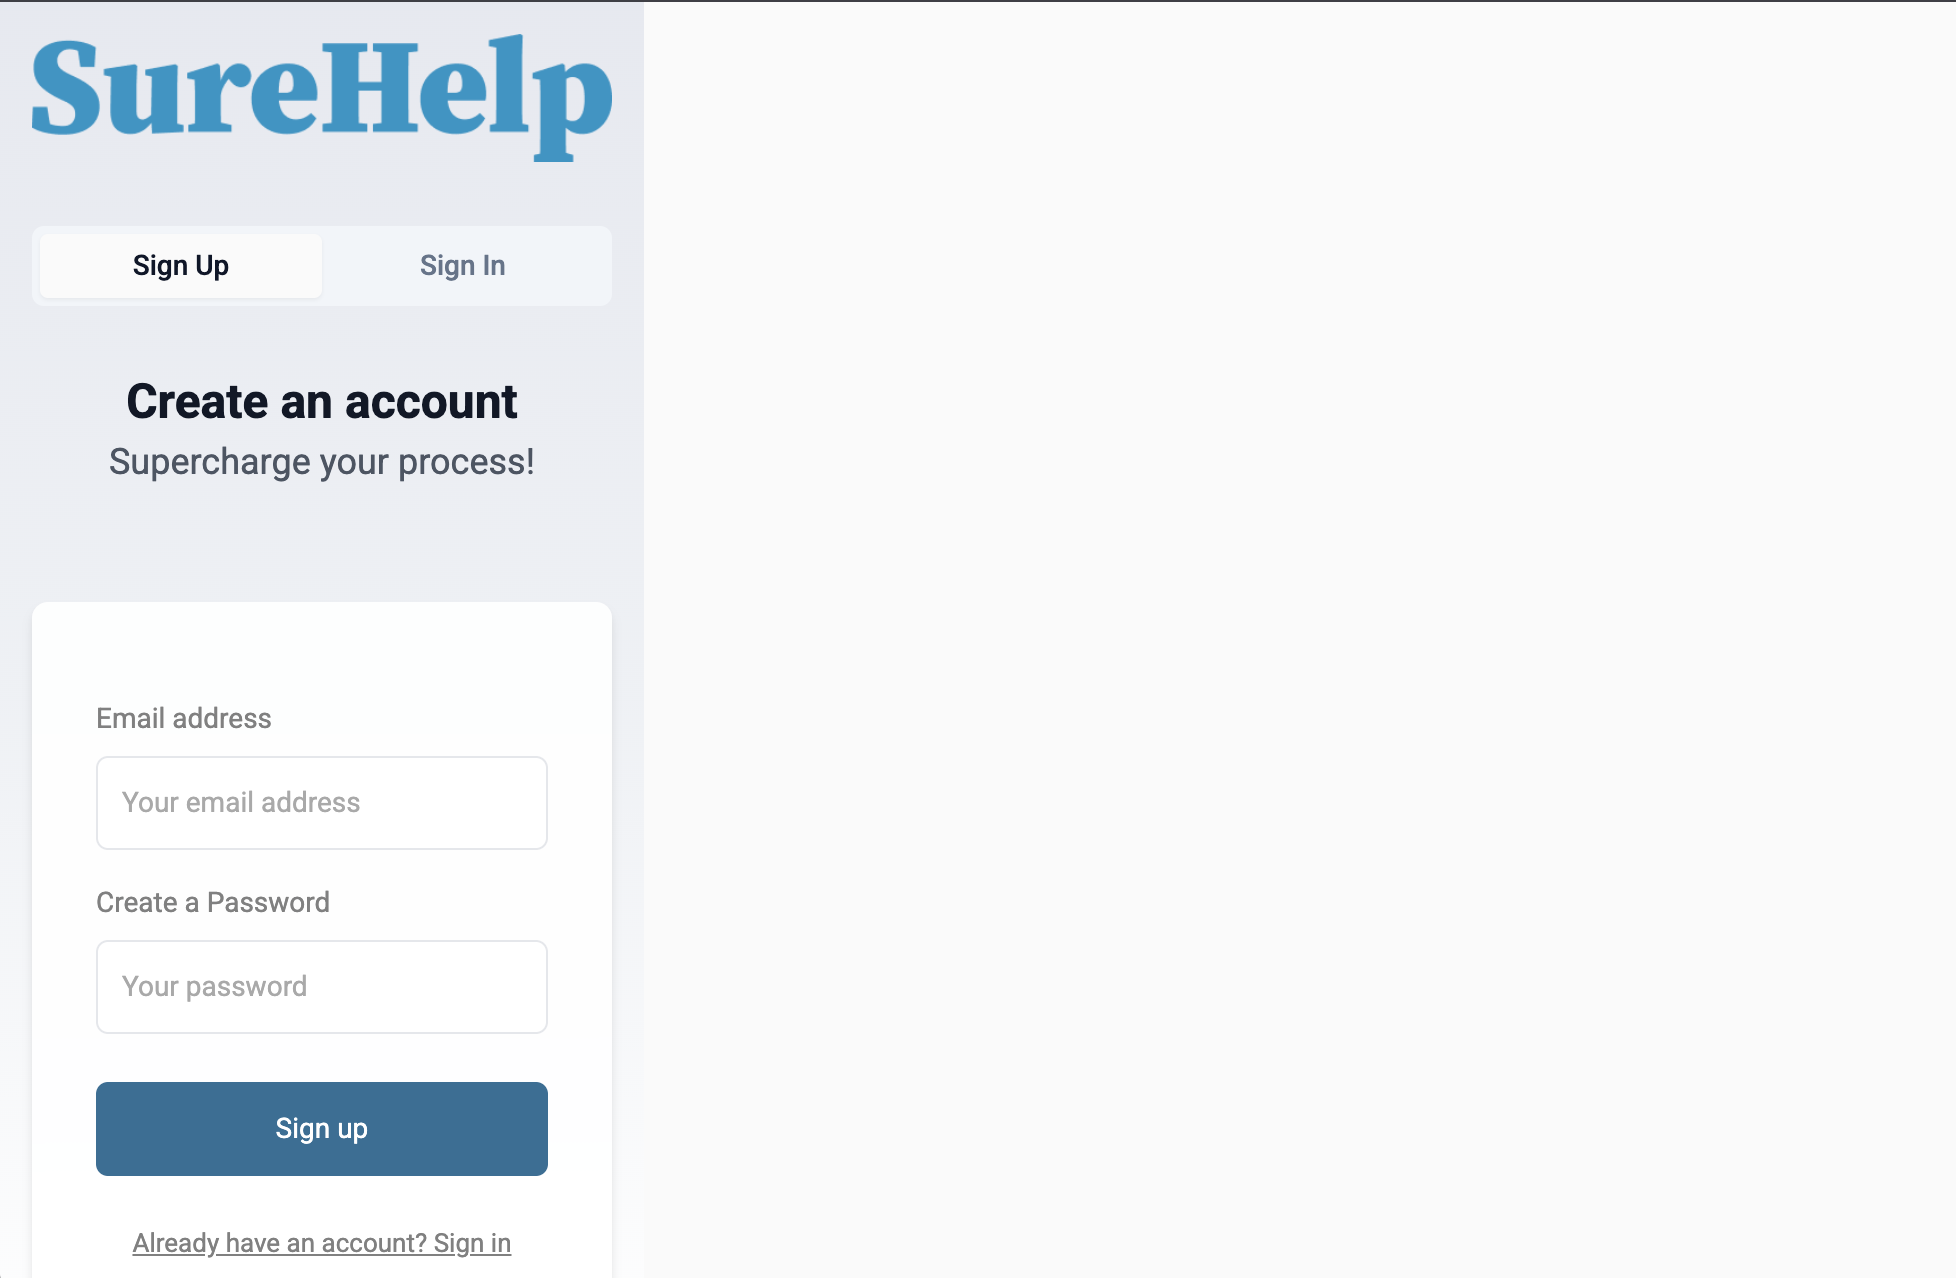 SureHelp
Sign Up
Sign In
Create an account
Supercharge your process!
Email address
Your email address
Create a Password
Your password
Sign up
Already have an account? Sign in